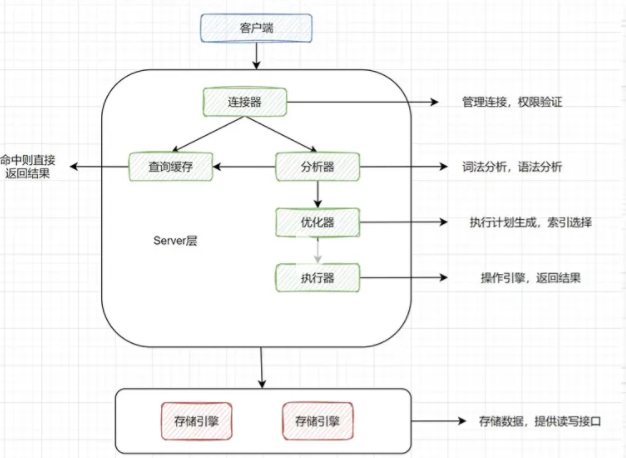 客户端
连接器
管理连接，权限验证
命中则直接
返回结果
查询缓存
分析器
词法分析，语法分析
优化器
执行计划生成，索引选择
Server层
执行器
操作引擎，返回结果
存储引擎
存储引擎
存储数据，提供读写接口